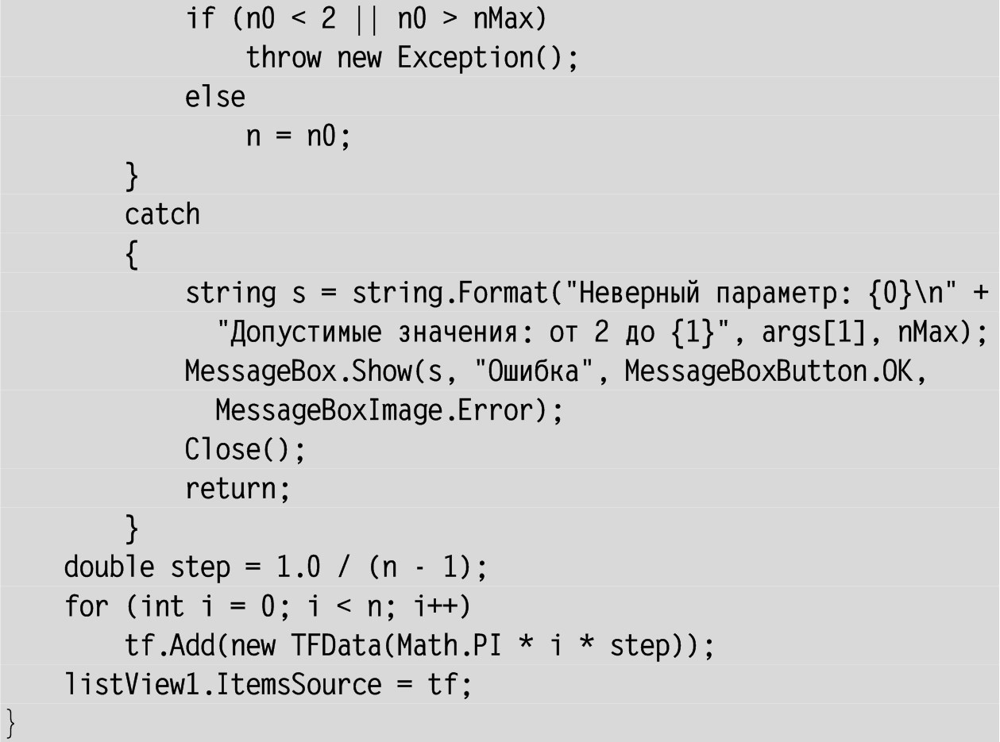 if (n0 < 2 || n0 > nMax)
throw new Exception();
else
n = n0;
}
catch
{
string s = string.Format("Неверный параметр: {0}\n" +
"Допустимые значения: от 2 до {1}", args[1], nMax);
MessageBox.Show(s, "Ошибка", MessageBoxButton.OK,
MessageBoxImage.Error);
Close();
return;
}
double step = 1.0 / (n - 1);
for (int i = 0; i < n; i++)
tf.Add(new TFData(Math.PI * i * step));
listView1.ItemsSource = tf;
}